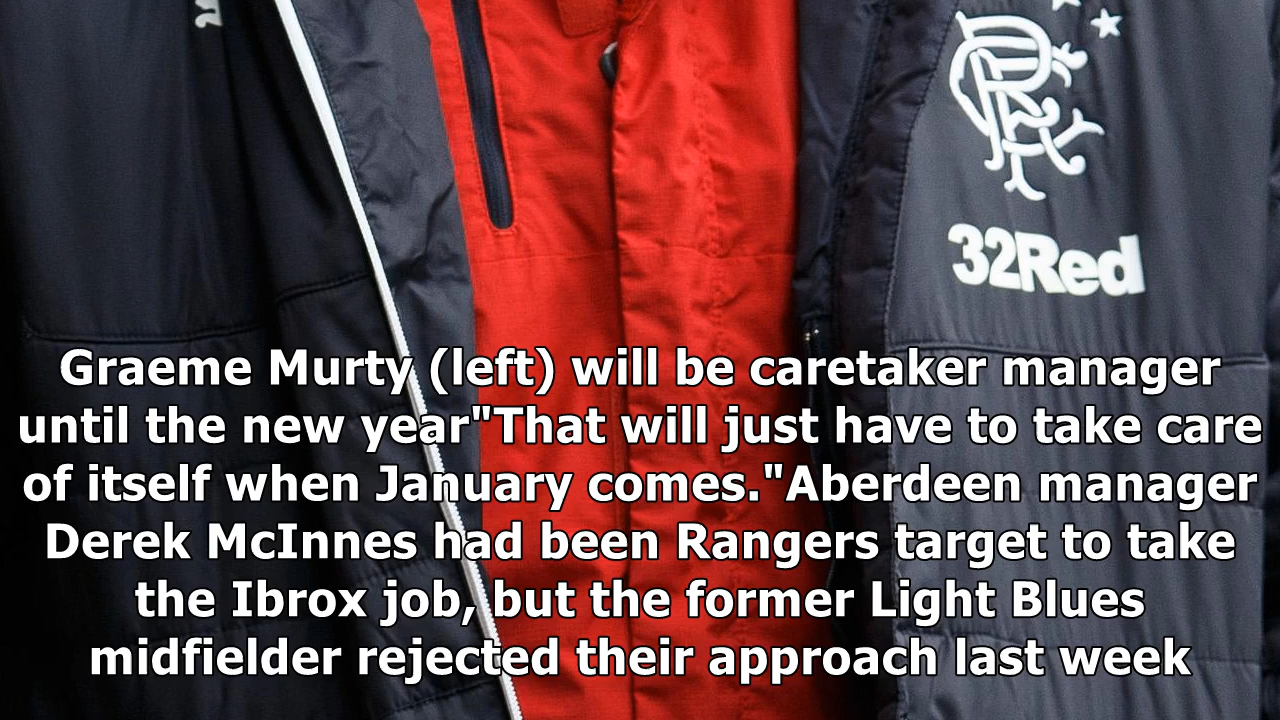 32Red
Graeme Murty (left) will be caretaker manager
until the new year"That will just have to take care
of itself when January comes."Aberdeen manager
Derek McInnes had been Rangers target to take
the Ibrox job, but the former Light Blues
midfielder rejected their approach last week